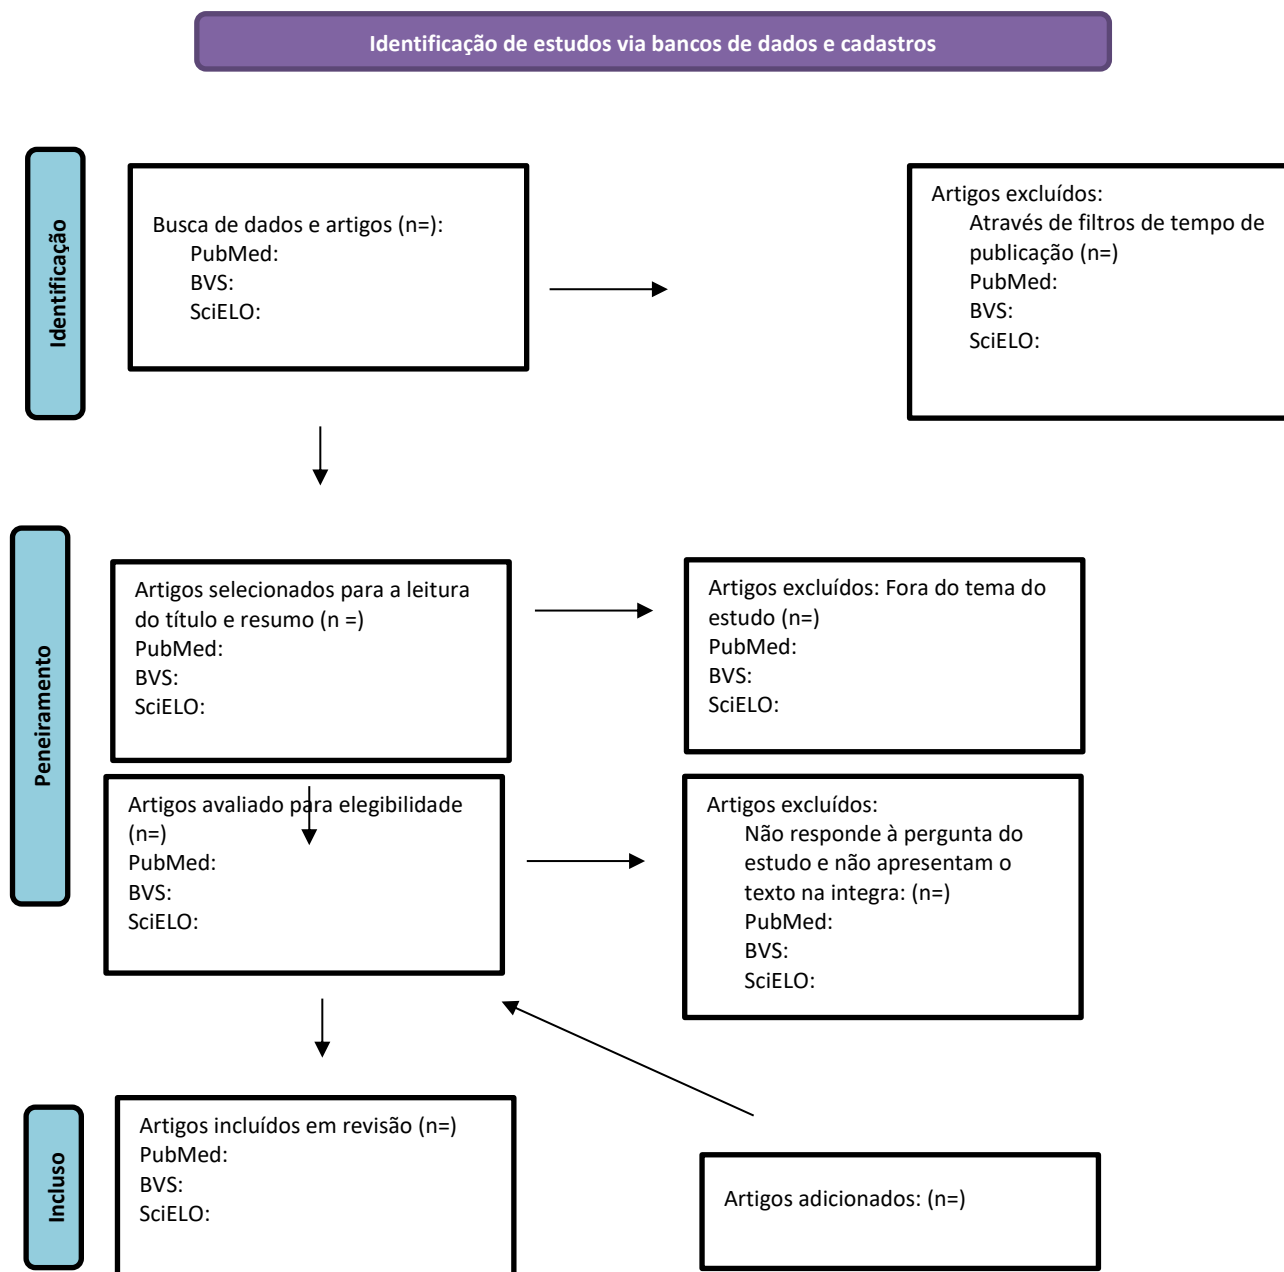 Identificação de estudos via bancos de dados e cadastros
Identificação
Busca de dados e artigos (n=):
PubMed:
BVS:
SciELO:
Artigos excluídos:
Através de filtros de tempo de
publicação (n=)
PubMed:
BVS:
SciELO:
Peneiramento
Artigos selecionados para a leitura
do título e resumo (n =)
PubMed:
BVS:
SciELO:
Artigos excluídos: Fora do tema do
estudo (n=)
PubMed:
BVS:
SciELO:
Artigos avaliado para elegibilidade
(n=)
PubMed:
BVS:
SciELO:
Artigos excluídos:
Não responde à pergunta do
estudo e não apresentam o
texto na integra: (n=)
PubMed:
BVS:
SciELO:
Incluso
Artigos incluídos em revisão (n=)
PubMed:
BVS:
SciELO:
Artigos adicionados: (n=)